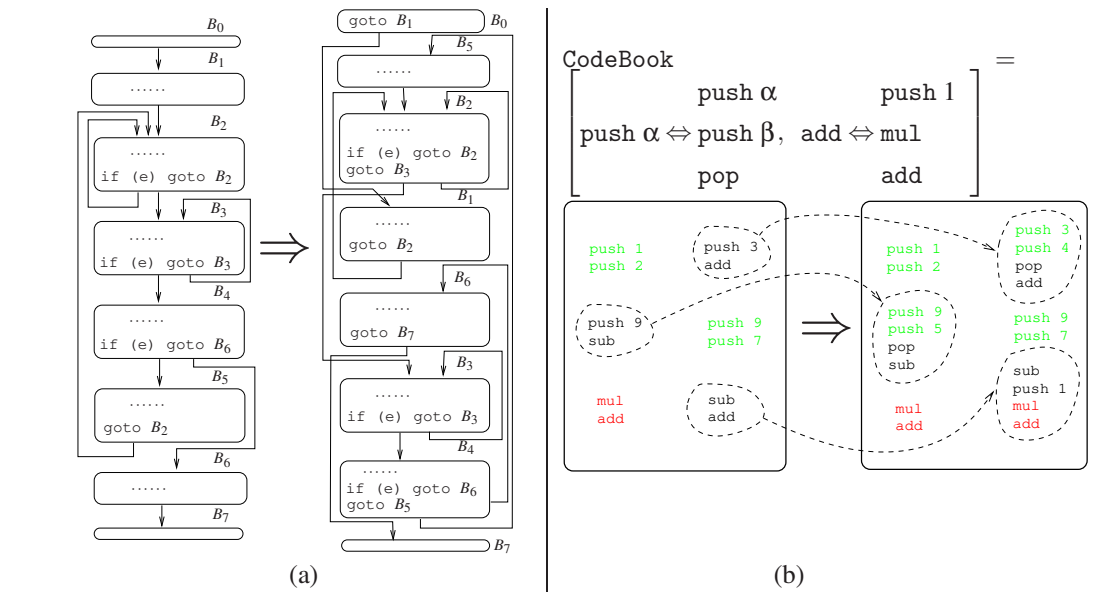 B0
B1
......
B2
......
if (e) goto B2
B3
......
if (e) goto B3
B4
......
if (e) goto B6
B5
......
goto B2
B6
......
B7
⇒
goto B1 B0
B5
......
B2
......
if (e) goto B2
goto B3
B1
......
goto B2
B6
......
goto B7
B3
......
if (e) goto B3
B4
......
if (e) goto B6
goto B5
B7
(a)
CodeBook =
push α push 1
push α ⇔ push β, add ⇔ mul
pop add
push 1
push 2
push 3
add
push 9
sub
push 9
push 7
mul
add
sub
add
⇒
push 1
push 2
push 3
push 4
pop
add
push 9
push 5
pop
sub
push 9
push 7
mul
add
sub
push 1
mul
add
(b)